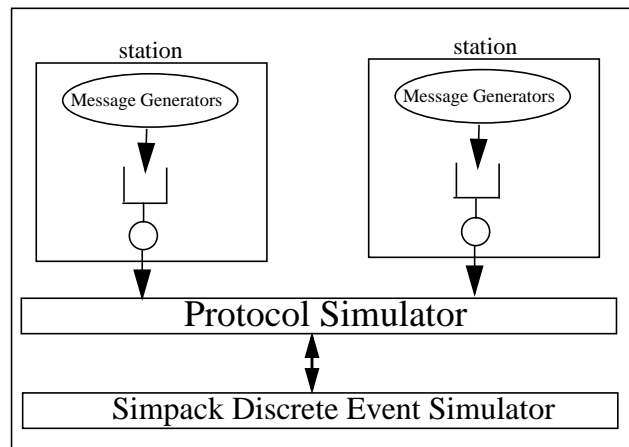 station
station
Message Generators
Message Generators
Protocol Simulator
Simpack Discrete Event Simulator